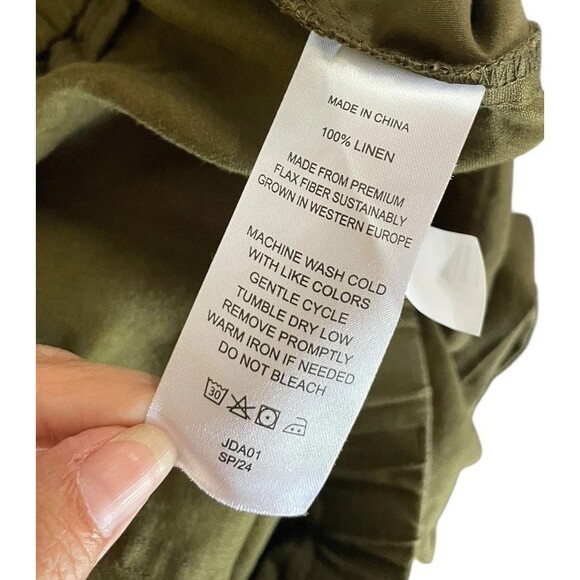 MADE IN CHINA
100% LINEN
MADE FROM PREMIUM
FLAX FIBER SUSTAINABLY
GROWN IN WESTERN EUROPE
MACHINE WASH COLD
WITH LIKE COLORS
GENTLE CYCLE
TUMBLE DRY LOW
REMOVE PROMPTLY
WARM IRON IF NEEDED
DO NOT BLEACH
30
JDA01
SP/24